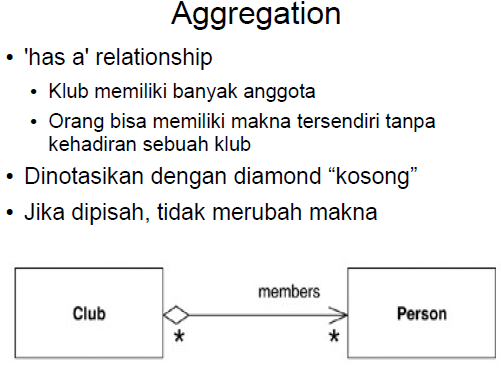 Aggregation
• 'has a' relationship
• Klub memiliki banyak anggota
• Orang bisa memiliki makna tersendiri tanpa
kehadiran sebuah klub
• Dinotasikan dengan diamond “kosong”
• Jika dipisah, tidak merubah makna
members
Club
Person
* *